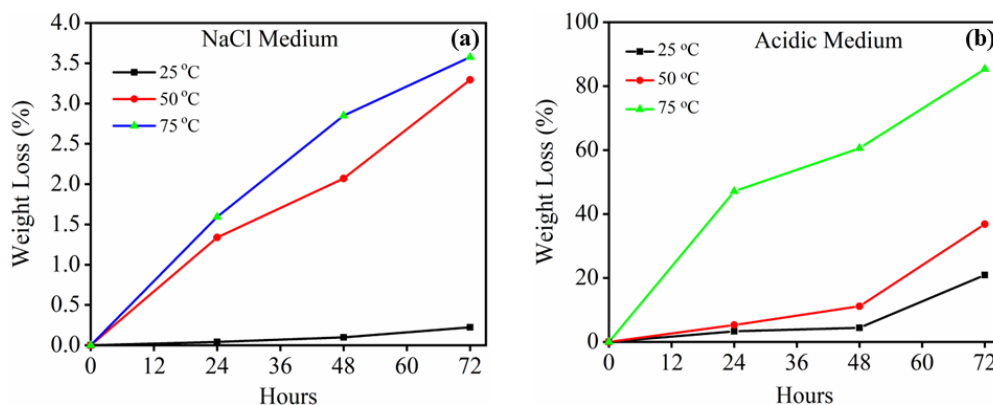 NaCl Medium (a)
25 °C
50 °C
75 °C
Weight Loss (%)
4.0
3.5
3.0
2.5
2.0
1.5
1.0
0.5
0.0
0 12 24 36 48 60 72
Hours
Acidic Medium (b)
25 °C
50 °C
75 °C
Weight Loss (%)
100
80
60
40
20
0
0 12 24 36 48 60 72
Hours